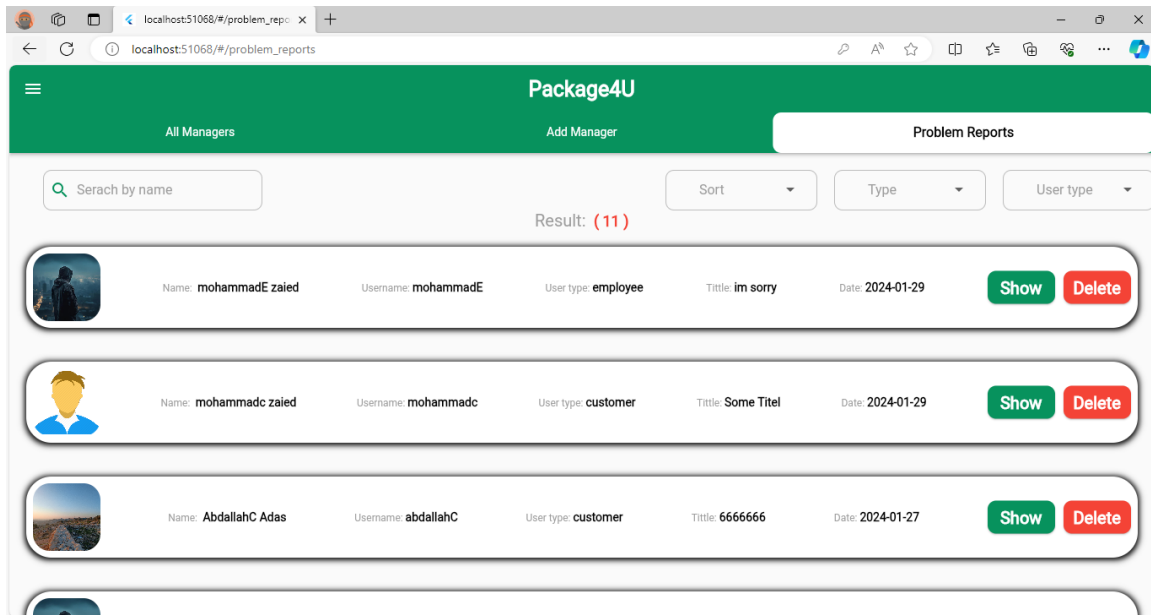 localhost:51068/#/problem_repo
localhost:51068/#/problem_reports
Package4U
All Managers Add Manager Problem Reports
Serach by name Sort Type User type
Result: ( 11 )
Name: mohammadE zaied Username: mohammadE User type: employee Tittle: im sorry Date: 2024-01-29 Show Delete
Name: mohammadc zaied Username: mohammadc User type: customer Tittle: Some Titel Date: 2024-01-29 Show Delete
Name: AbdallahC Adas Username: abdallahC User type: customer Tittle: 6666666 Date: 2024-01-27 Show Delete